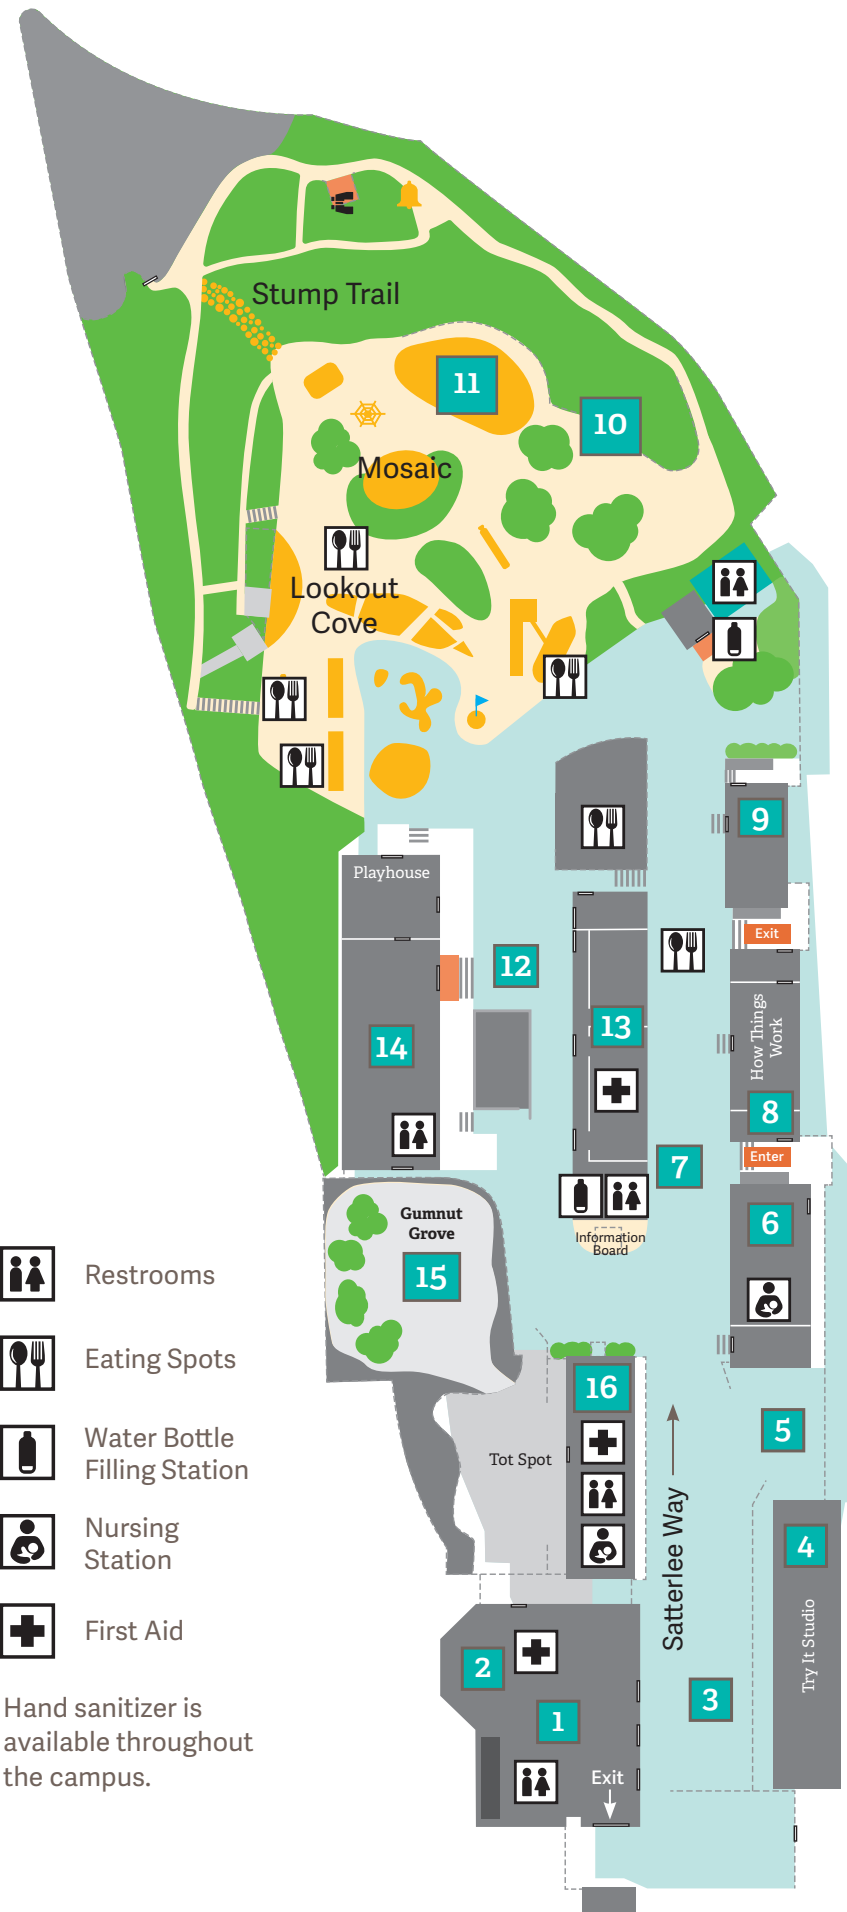 Stump Trail
11
10
Mosaic
Lookout
Cove
9
Playhouse
Exit
12
How Things
Work
13
14
8
7
Enter
6
Gumnut
Grove
Information
Board
15
Restrooms
Eating Spots
16
5
Water Bottle
Filling Station
Tot Spot
Satterlee Way
Nursing
Station
4
Try It Studio
First Aid
2
3
1
Hand sanitizer is
available throughout
the campus.
Exit